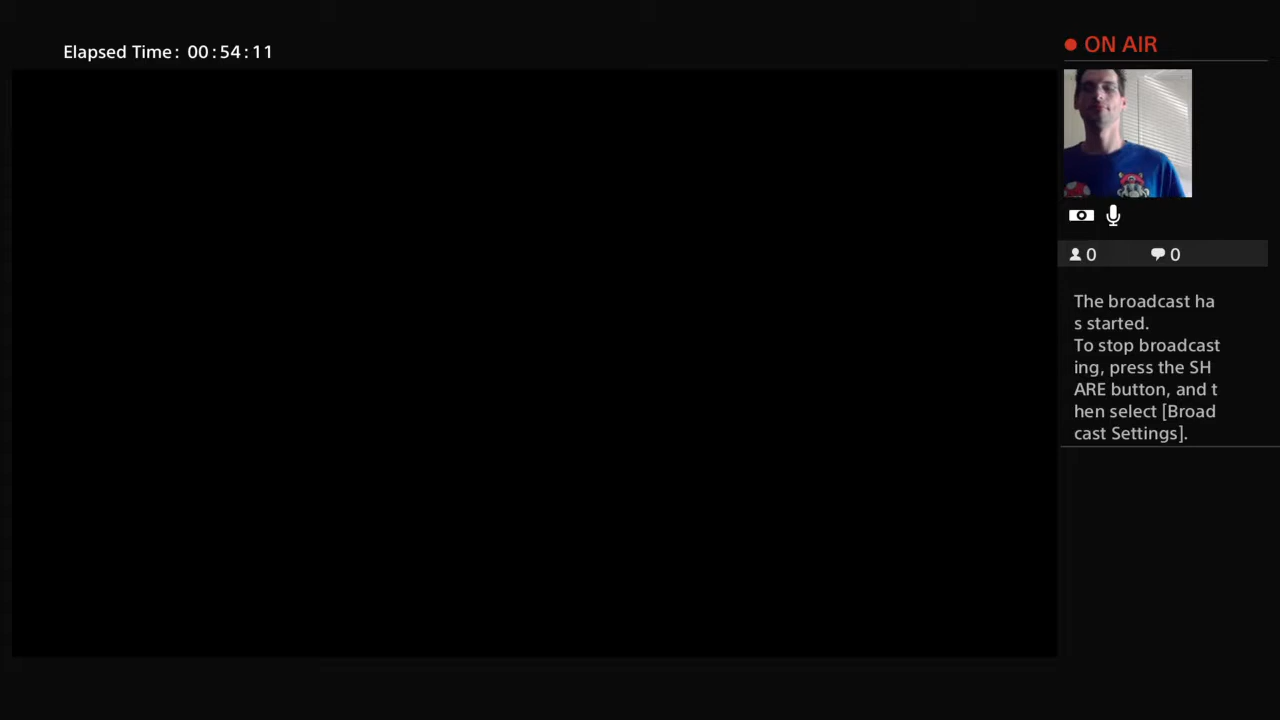 Elapsed Time: 00:54:11
ON AIR
0
0
The broadcast ha
s started.
To stop broadcast
ing, press the SH
ARE button, and t
hen select [Broad
cast Settings].